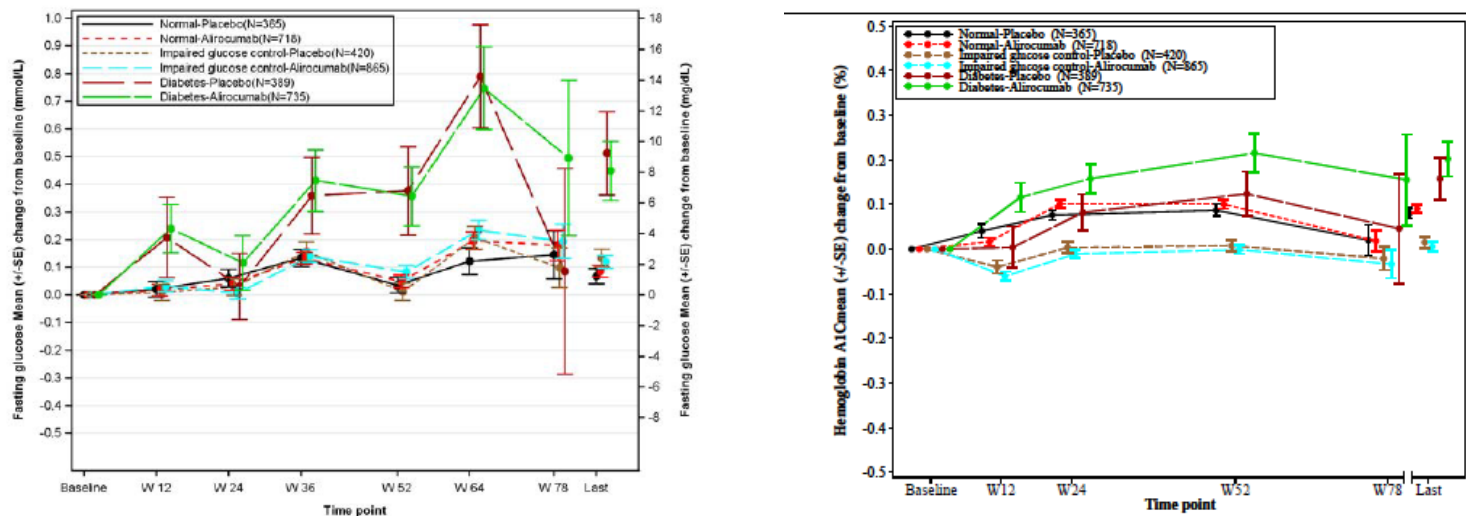 Normal-Placebo(N=365)
Normal-Alirocumab(N=718)
Impaired glucose control-Placebo(N=420)
Impaired glucose control-Alirocumab(N=865)
Diabetes-Placebo(N=389)
Diabetes-Alirocumab(N=735)
Fasting glucose Mean (+/-SE) change from baseline (mmol/L)
1.0
0.9
0.8
0.7
0.6
0.5
0.4
0.3
0.2
0.1
0.0
-0.1
-0.2
-0.3
-0.4
-0.5
18
16
14
12
10
8
6
4
2
0
-2
-4
-6
-8
Fasting glucose Mean (+/-SE) change from baseline (mg/dL)
Baseline W 12 W 24 W 36 W 52 W 64 W 78 Last
Time point
Normal-Placebo (N=365)
Normal-Alirocumab (N=718)
Impaired glucose control-Placebo (N=420)
Impaired glucose control-Alirocumab (N=865)
Diabetes-Placebo (N=389)
Diabetes-Alirocumab (N=735)
Hemoglobin A1Cmean (+/-SE) change from baseline (%)
0.5
0.4
0.3
0.2
0.1
0.0
-0.1
-0.2
-0.3
-0.4
-0.5
Baseline W12 W24 W52 W78 Last
Time point